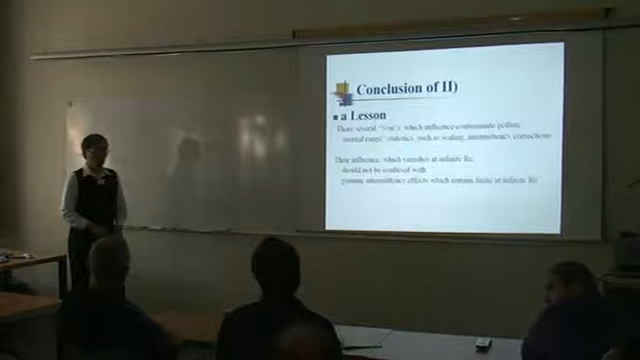 Conclusion of II)
a Lesson
There several "Non's" which influence contaminate pollute
"inertial range" statistics, such as scaling, intermittency corrections
Their influence, which vanishes at infinite Re
should not be confused with
genuine intermittency effects which remain finite at infinite Re